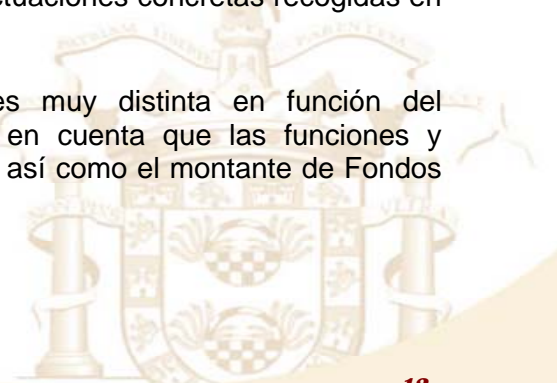 ctuaciones concretas recogidas en
es muy distinta en función del
en cuenta que las funciones y
así como el montante de Fondos